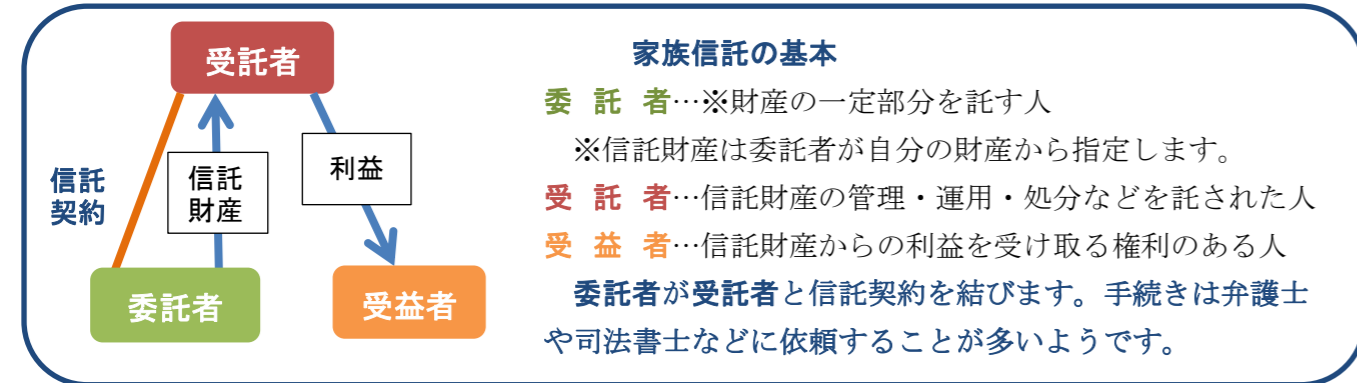 受託者
信託
契約
信託
財産
利益
委託者
受益者
家族信託の基本
委 託 者…※財産の一定部分を託す人
※信託財産は委託者が自分の財産から指定します。
受 託 者…信託財産の管理・運用・処分などを託された人
受 益 者…信託財産からの利益を受け取る権利のある人
委託者が受託者と信託契約を結びます。手続きは弁護士
や司法書士などに依頼することが多いようです。